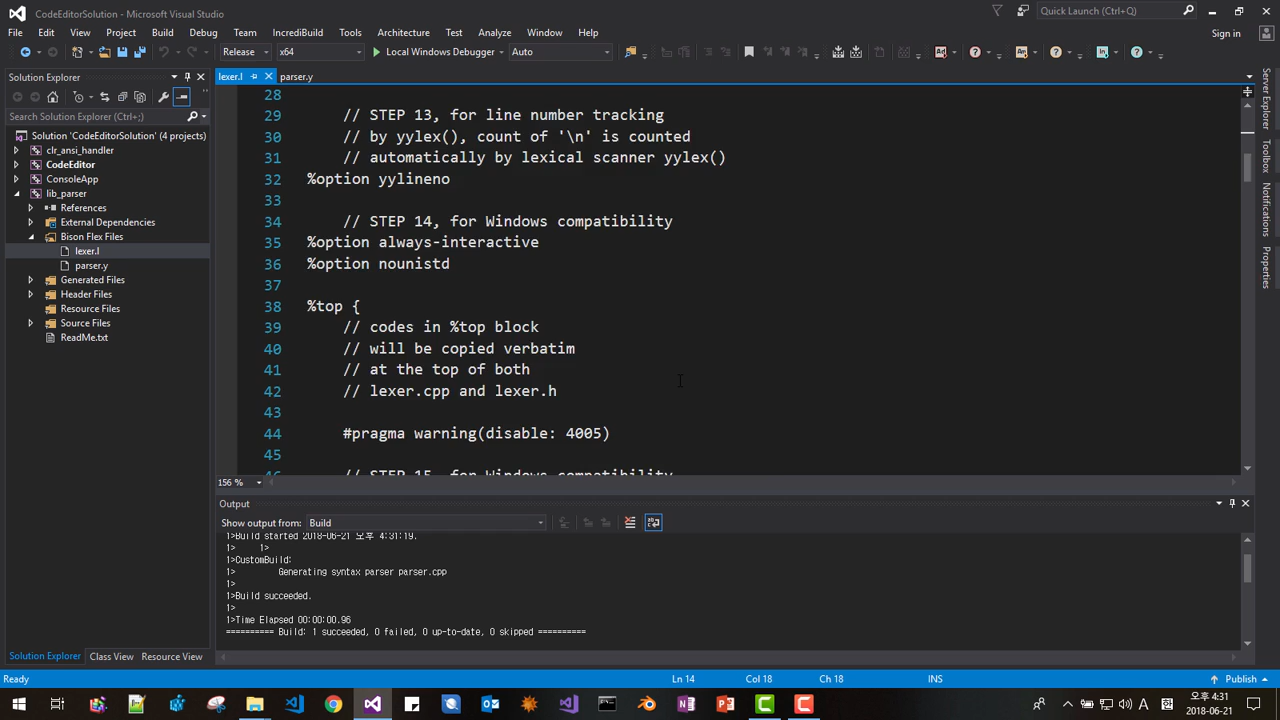 CodeEditorSolution - Microsoft Visual Studio
Quick Launch (Ctrl+Q)
File Edit View Project Build Debug Team IncrediBuild Tools Architecture Test Analyze Window Help
Sign in
Release x64 Local Windows Debugger Auto
Solution Explorer
lexer.l parser.y
Search Solution Explorer (Ctrl+;)
Solution 'CodeEditorSolution' (4 projects)
clr_ansi_handler
CodeEditor
ConsoleApp
lib_parser
References
External Dependencies
Bison Flex Files
lexer.l
parser.y
Generated Files
Header Files
Resource Files
Source Files
ReadMe.txt
Solution Explorer Class View Resource View
28
29 // STEP 13, for line number tracking
30 // by yylex(), count of '\n' is counted
31 // automatically by lexical scanner yylex()
32 %option yylineno
33
34 // STEP 14, for Windows compatibility
35 %option always-interactive
36 %option nounistd
37
38 %top {
39 // codes in %top block
40 // will be copied verbatim
41 // at the top of both
42 // lexer.cpp and lexer.h
43
44 #pragma warning(disable: 4005)
45
46 // STEP 15, for Windows compatibility
156 %
Output
Show output from: Build
1>Build started 2018-06-21 오후 4:31:19.
1> 1>
1>CustomBuild:
1> Generating syntax parser parser.cpp
1>
1>Build succeeded.
1>
1>Time Elapsed 00:00:00.96
========== Build: 1 succeeded, 0 failed, 0 up-to-date, 0 skipped ==========
Server Explorer
Toolbox
Notifications
Properties
Ready Ln 14 Col 18 Ch 18 INS Publish
A
오후 4:31
2018-06-21